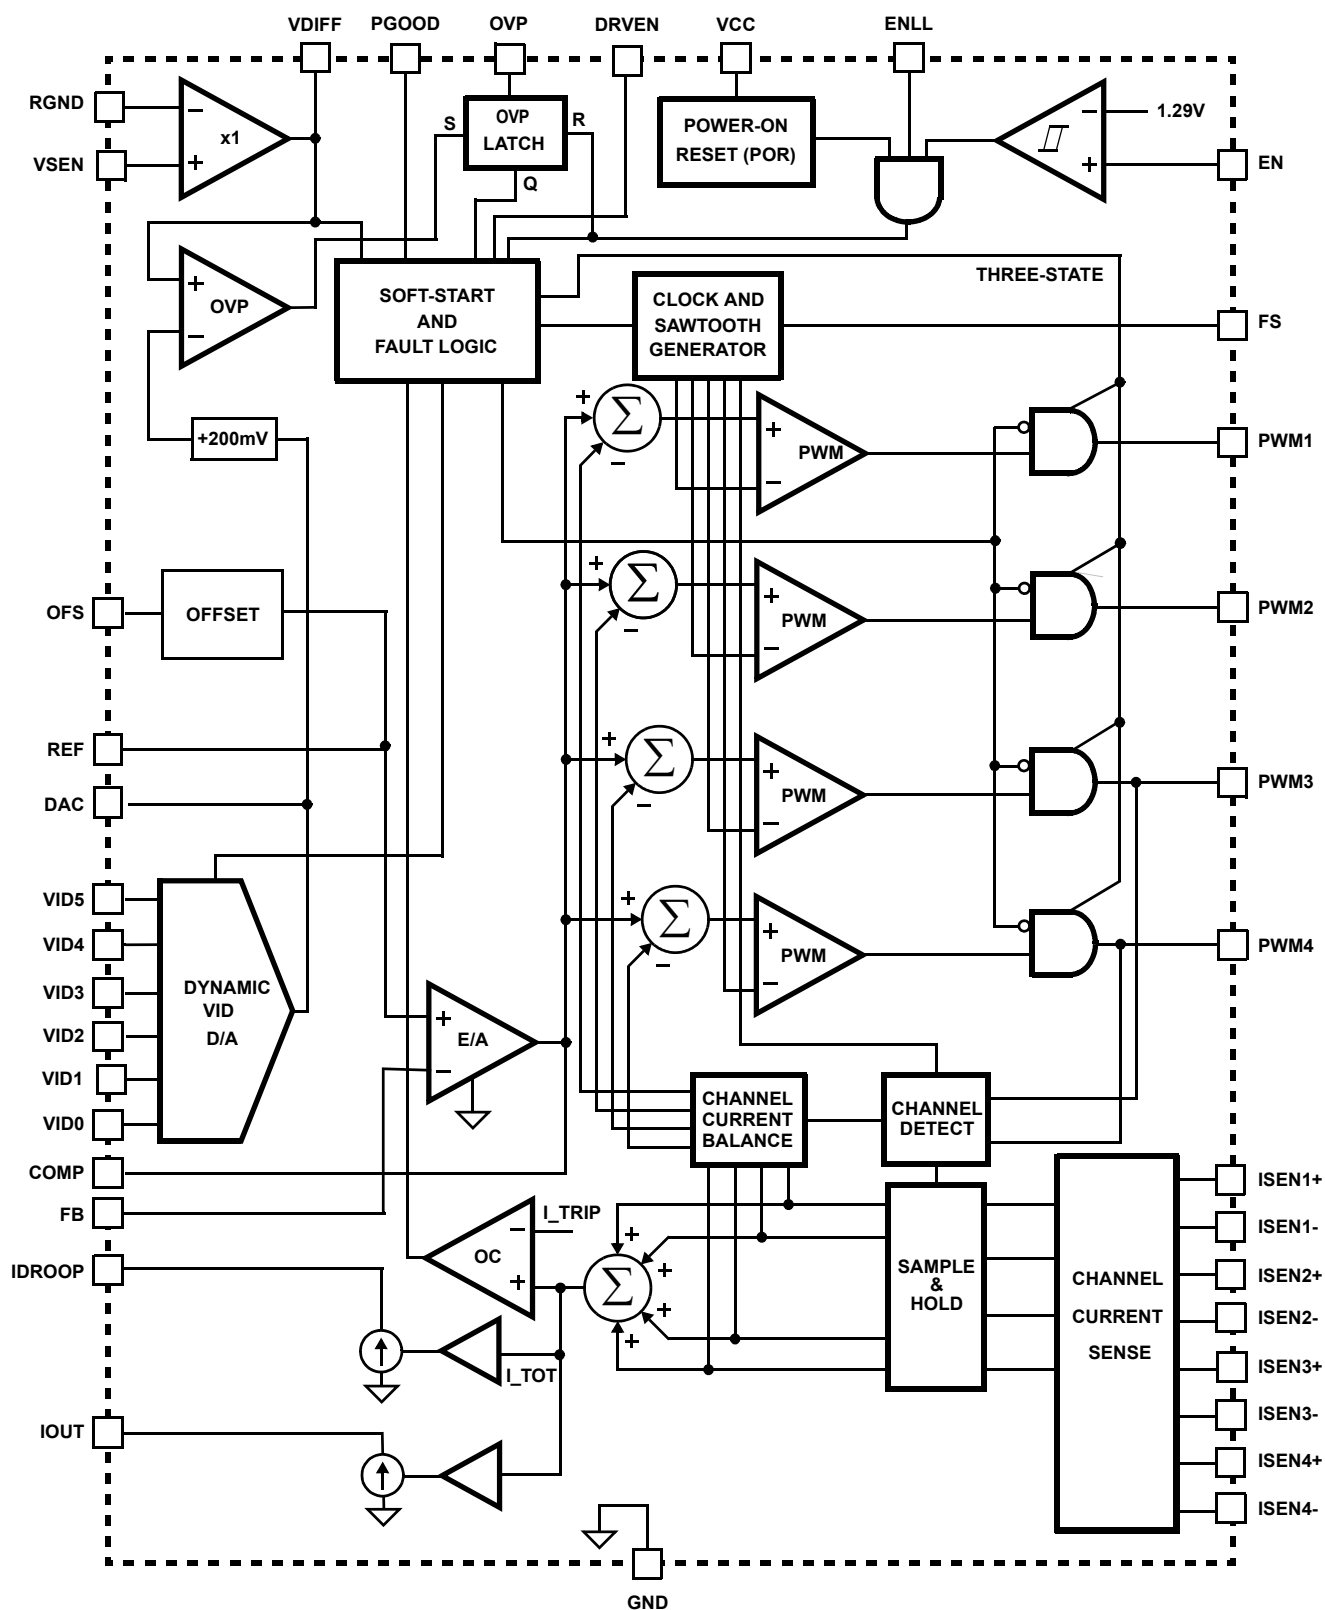 VDIFF PGOOD OVP DRVEN VCC ENLL
RGND
VSEN
− x1 +
S OVP LATCH R
Q
POWER-ON
RESET (POR)
− 1.29V
+ EN
+ OVP −
SOFT-START
AND
FAULT LOGIC
THREE-STATE
CLOCK AND
SAWTOOTH
GENERATOR
FS
+200mV
+ Σ − + PWM − PWM1
OFS OFFSET
+ Σ − + PWM − PWM2
REF
DAC
+ Σ − + PWM − PWM3
VID5
VID4
VID3
VID2
VID1
VID0
DYNAMIC
VID
D/A
+ Σ − + PWM − PWM4
+ E/A −
CHANNEL
CURRENT
BALANCE
CHANNEL
DETECT
COMP
FB
IDROOP
I_TRIP
− OC +
+ + Σ + +
I_TOT
SAMPLE
&
HOLD
CHANNEL
CURRENT
SENSE
ISEN1+
ISEN1-
ISEN2+
ISEN2-
ISEN3+
ISEN3-
ISEN4+
ISEN4-
IOUT
GND